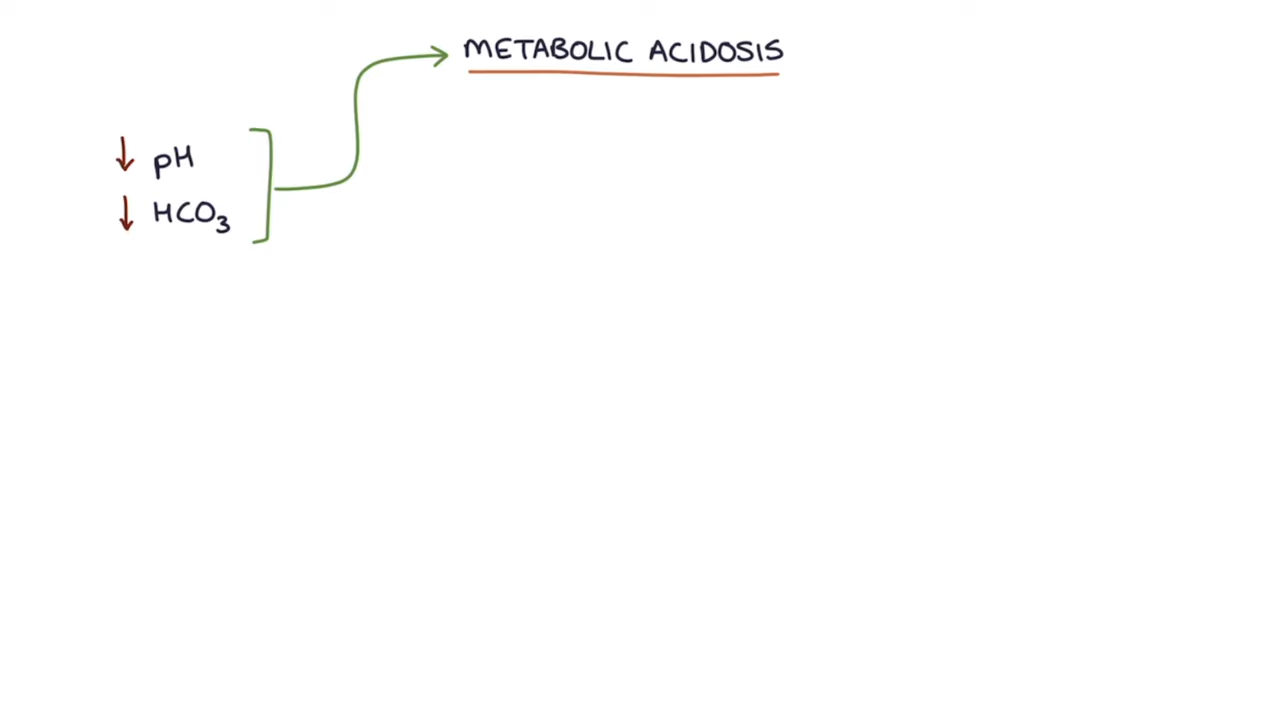 METABOLIC ACIDOSIS
↓ pH
↓ HCO₃